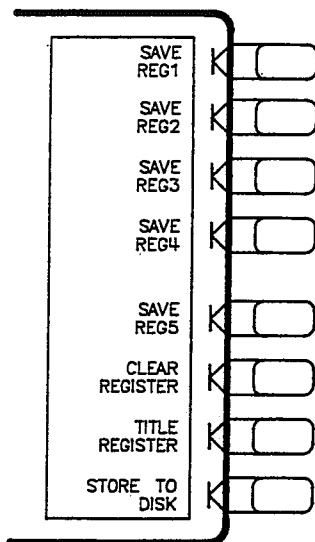 SAVE
REG1
SAVE
REG2
SAVE
REG3
SAVE
REG4
SAVE
REG5
CLEAR
REGISTER
TITLE
REGISTER
STORE TO
DISK